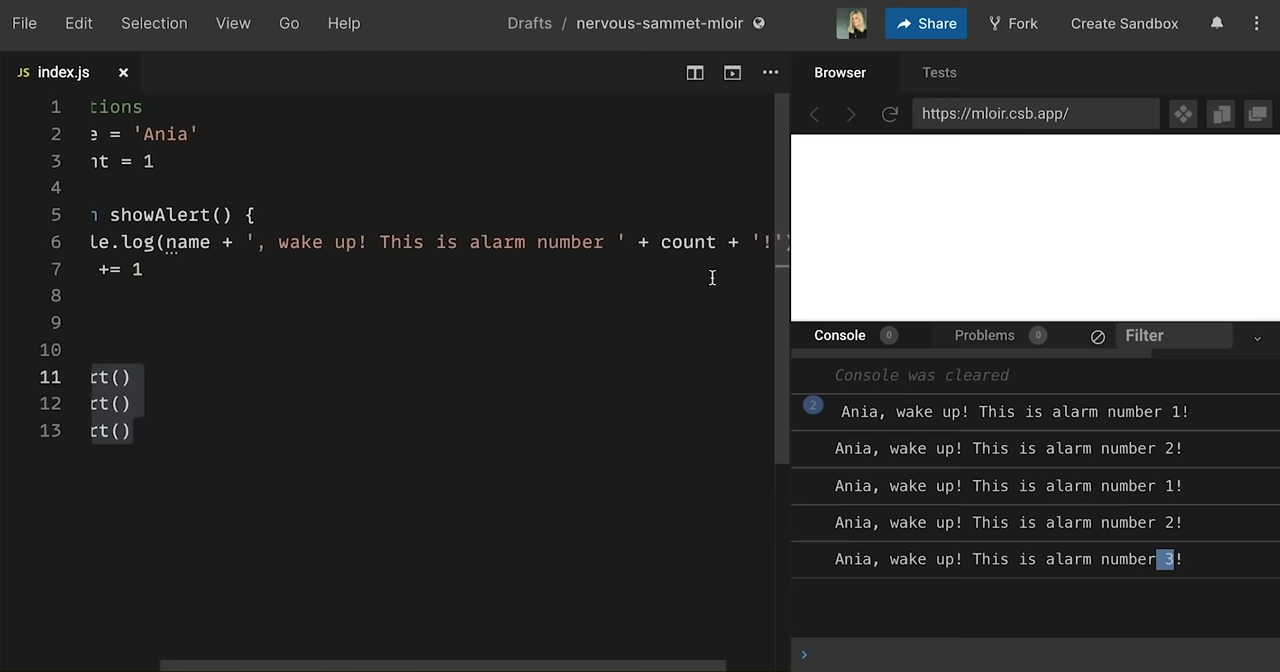 File Edit Selection View Go Help Drafts / nervous-sammet-mloir Share Fork Create Sandbox
JS index.js
Browser Tests
https://mloir.csb.app/
1 tions
2 e = 'Ania'
3 nt = 1
4
5 n showAlert() {
6 le.log(name + ', wake up! This is alarm number ' + count + '!')
7 += 1
8
9
10
11 rt()
12 rt()
13 rt()
Console 0 Problems 0 Filter
Console was cleared
2 Ania, wake up! This is alarm number 1!
Ania, wake up! This is alarm number 2!
Ania, wake up! This is alarm number 1!
Ania, wake up! This is alarm number 2!
Ania, wake up! This is alarm number 3!